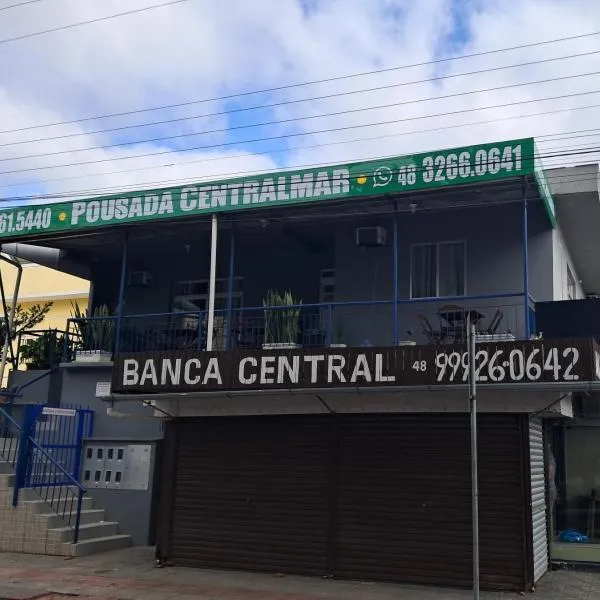 61.5440 POUSADA CENTRALMAR 48 3266.0641
BANCA CENTRAL 48 99926-0642